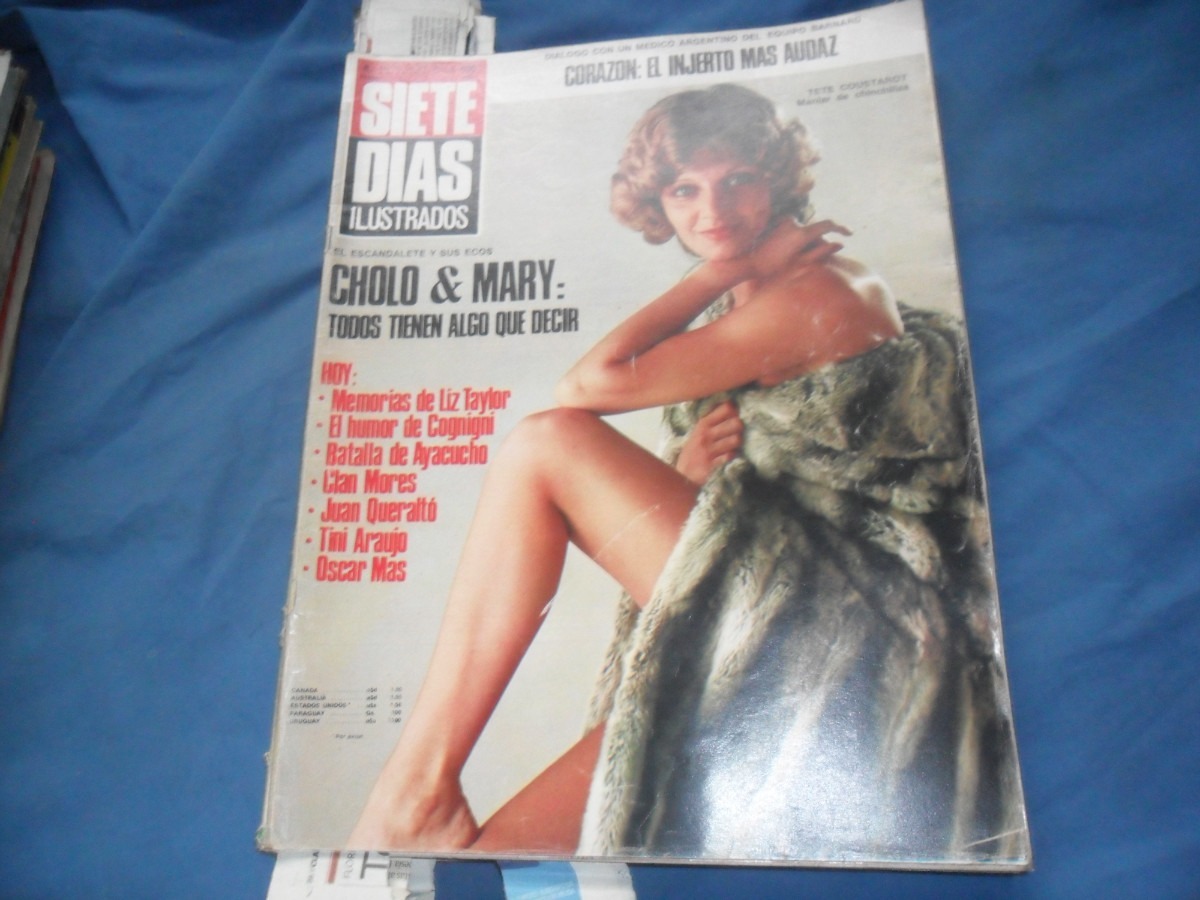 DIALOGO CON UN MEDICO ARGENTINO DEL EQUIPO BARNARD
CORAZON: EL INJERTO MAS AUDAZ
TETE COUSTAROT
SIETE
DIAS
ILUSTRADOS
EL ESCANDALETE Y SUS ECOS
CHOLO & MARY:
TODOS TIENEN ALGO QUE DECIR
HOY:
• Memorias de Liz Taylor
• El humor de Cognigni
• Batalla de Ayacucho
• Clan Mores
• Juan Queraltó
• Tini Araujo
• Oscar Mas
CANADA
AUSTRALIA
ESTADOS UNIDOS
PARAGUAY
URUGUAY
FLOR